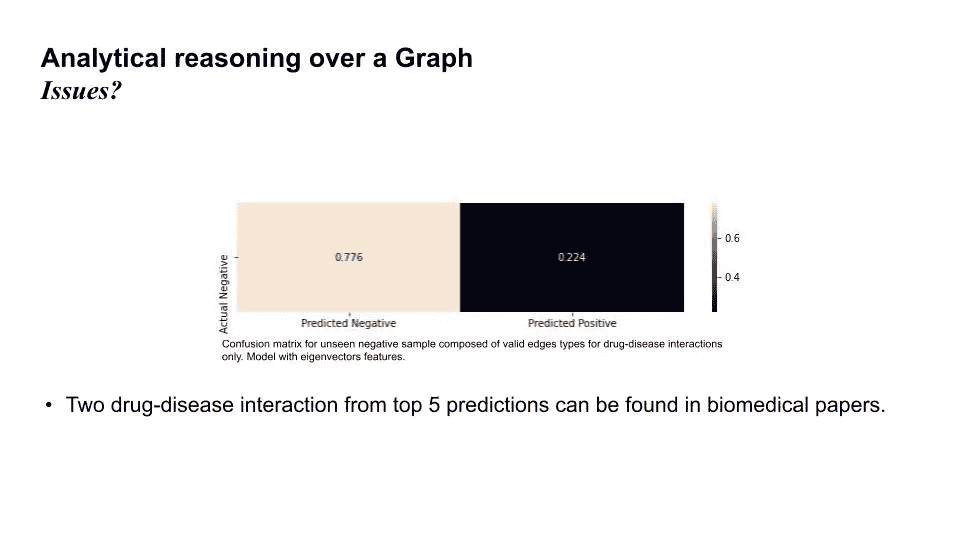 Analytical reasoning over a Graph
Issues?
0.776
0.224
0.6
0.4
Actual Negative
Predicted Negative
Predicted Positive
Confusion matrix for unseen negative sample composed of valid edges types for drug-disease interactions
only. Model with eigenvectors features.
• Two drug-disease interaction from top 5 predictions can be found in biomedical papers.